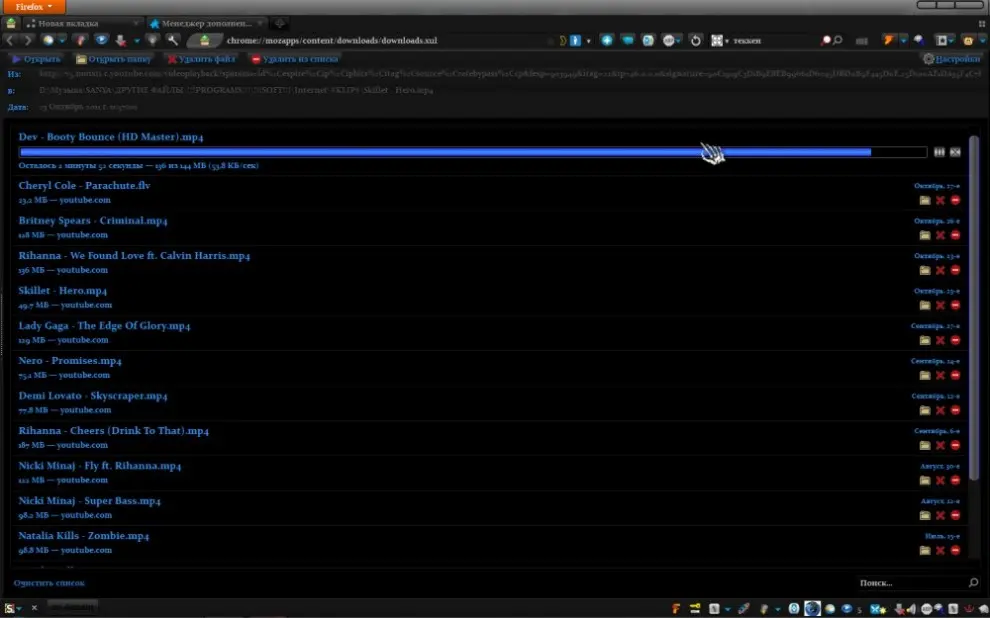 Firefox
Новая вкладка
Менеджер дополнен...
chrome://mozapps/content/downloads/downloads.xul
теккен
Открыть
Открыть папку
Удалить файл
Удалить из списка
Настройки
Из:
в:
Дата:
Dev - Booty Bounce (HD Master).mp4
Осталось 2 минуты 52 секунды — 136 из 144 МБ (53.8 КБ/сек)
Cheryl Cole - Parachute.flv
Октябрь, 27-е
23.2 МБ — youtube.com
Britney Spears - Criminal.mp4
Октябрь, 26-е
128 МБ — youtube.com
Rihanna - We Found Love ft. Calvin Harris.mp4
Октябрь, 23-е
136 МБ — youtube.com
Skillet - Hero.mp4
Октябрь, 23-е
49.7 МБ — youtube.com
Lady Gaga - The Edge Of Glory.mp4
Сентябрь, 27-е
129 МБ — youtube.com
Nero - Promises.mp4
Сентябрь, 14-е
75.2 МБ — youtube.com
Demi Lovato - Skyscraper.mp4
Сентябрь, 12-е
77.8 МБ — youtube.com
Rihanna - Cheers (Drink To That).mp4
Сентябрь, 6-е
187 МБ — youtube.com
Nicki Minaj - Fly ft. Rihanna.mp4
Август, 30-е
122 МБ — youtube.com
Nicki Minaj - Super Bass.mp4
Август, 22-е
98.2 МБ — youtube.com
Natalia Kills - Zombie.mp4
Июль, 25-е
98.8 МБ — youtube.com
Очистить список
Поиск...